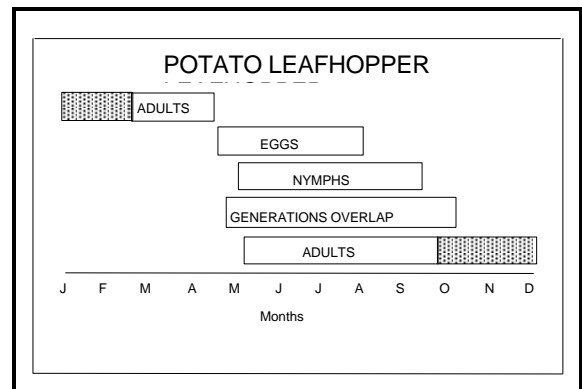 POTATO LEAFHOPPER
ADULTS
EGGS
NYMPHS
GENERATIONS OVERLAP
ADULTS
J F M A M J J A S O N D
Months